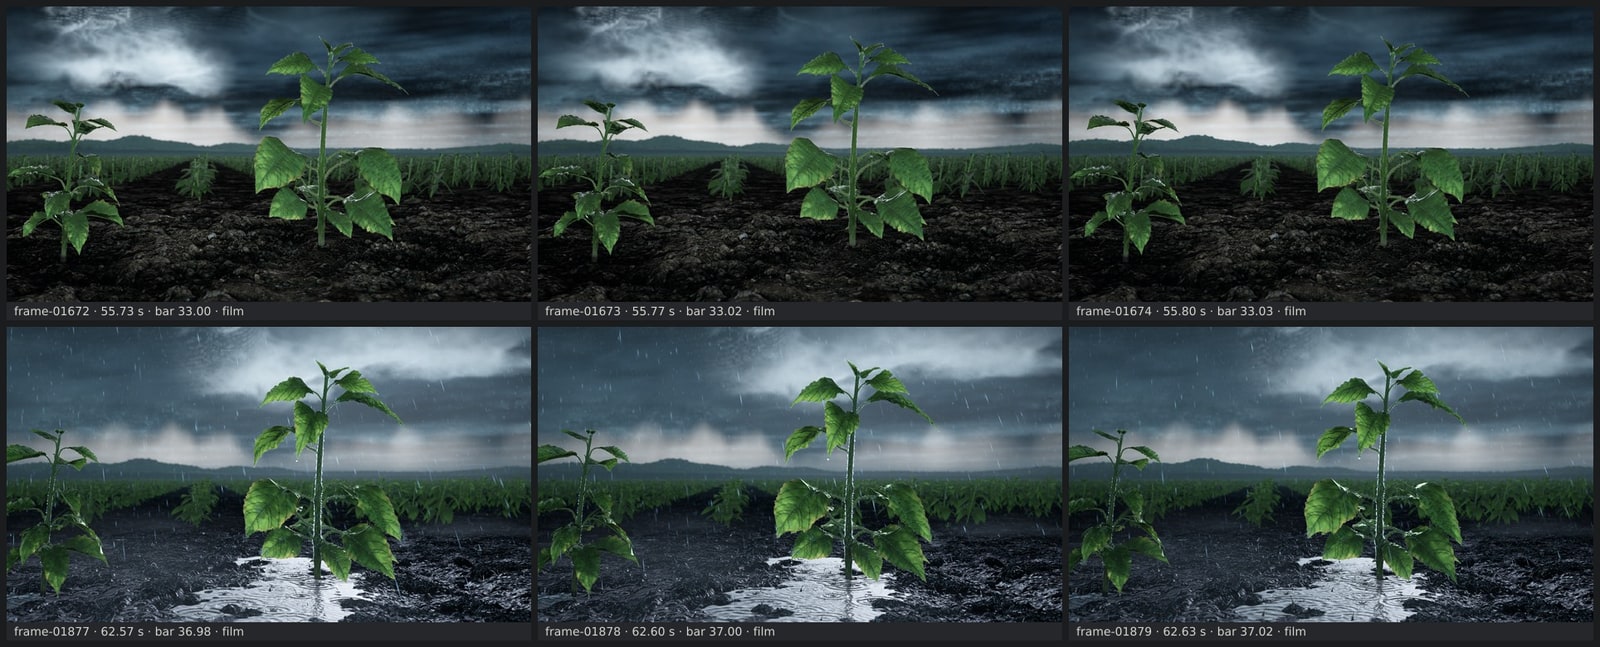 frame-01672 · 55.73 s · bar 33.00 · film
frame-01673 · 55.77 s · bar 33.02 · film
frame-01674 · 55.80 s · bar 33.03 · film
frame-01877 · 62.57 s · bar 36.98 · film
frame-01878 · 62.60 s · bar 37.00 · film
frame-01879 · 62.63 s · bar 37.02 · film